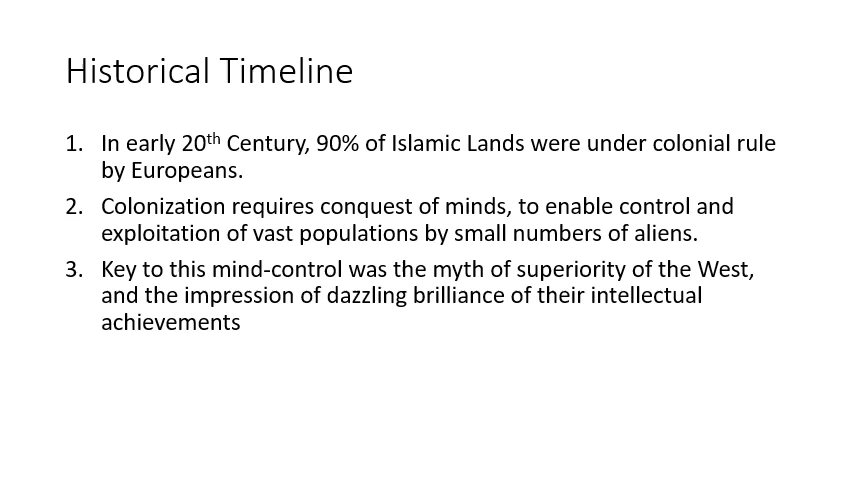 Historical Timeline
1. In early 20th Century, 90% of Islamic Lands were under colonial rule
by Europeans.
2. Colonization requires conquest of minds, to enable control and
exploitation of vast populations by small numbers of aliens.
3. Key to this mind-control was the myth of superiority of the West,
and the impression of dazzling brilliance of their intellectual
achievements